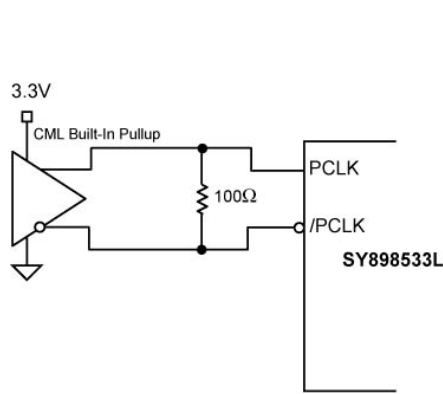 3.3V
CML Built-In Pullup
PCLK
100Ω
/PCLK
SY898533L